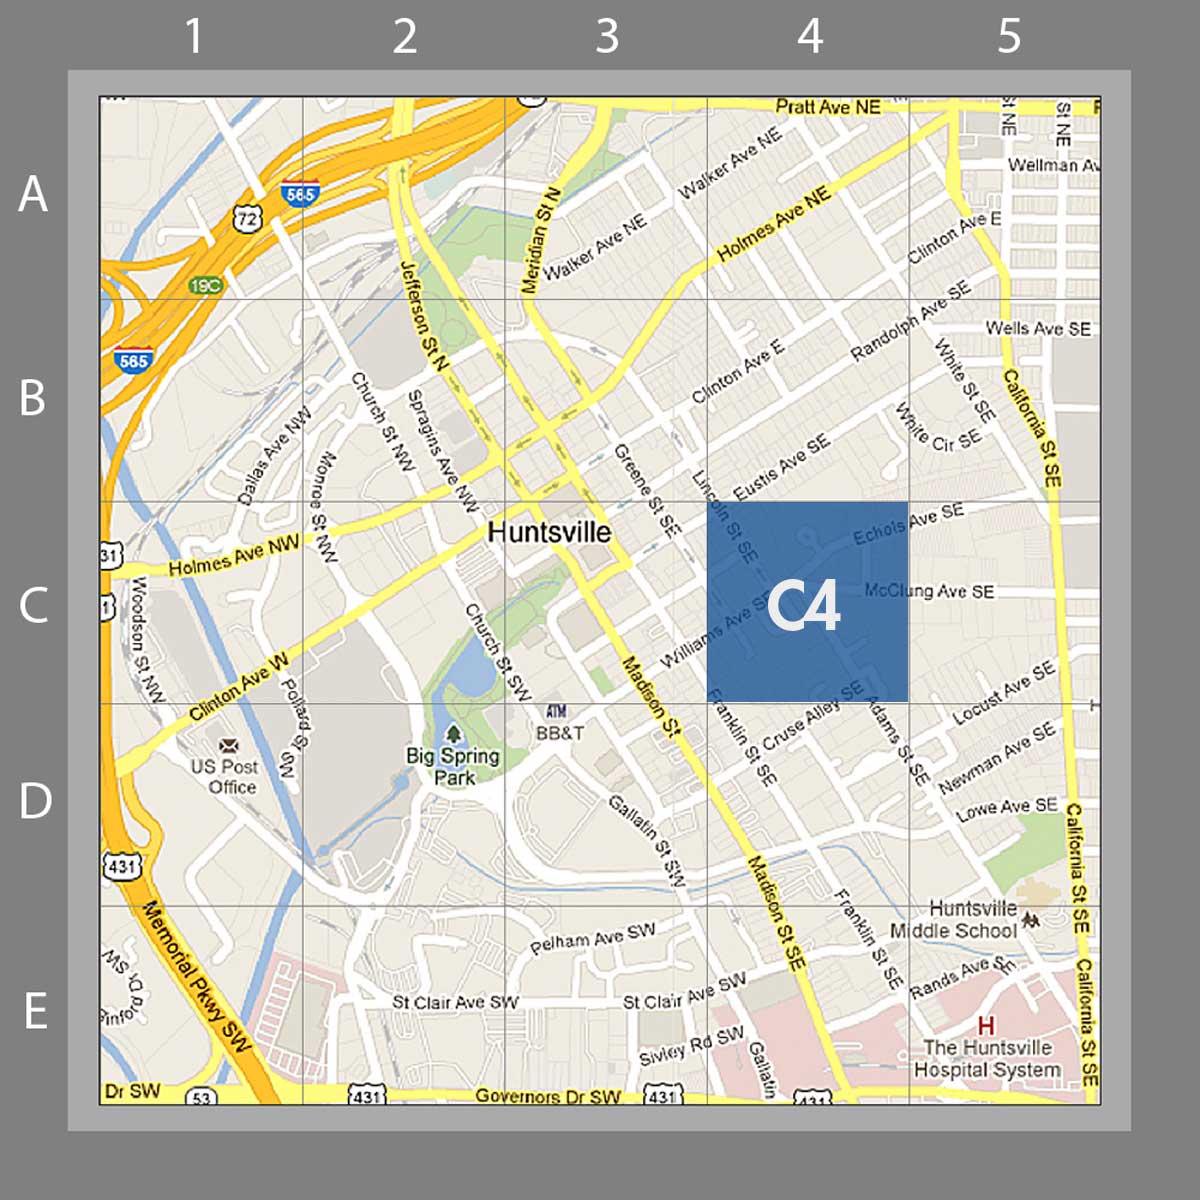 1 2 3 4 5
A
B
C
D
E
Pratt Ave NE
St NE
St NE
Wellman Av
Walker Ave NE
565
72
Meridian St N
Walker Ave NE
Holmes Ave NE
Clinton Ave E
19C
Jefferson St N
Randolph Ave SE
Wells Ave SE
565
Clinton Ave E
White St SE
California St SE
Church St NW
Spragins Ave NW
White Cir SE
Dallas Ave NW
Monroe St NW
Greene St SE
Eustis Ave SE
Lincoln St SE
Huntsville
Echols Ave SE
31
Holmes Ave NW
C4
McClung Ave SE
1
Woodson St NW
Church St SW
Williams Ave SE
Clinton Ave W
Pollard St SW
Madison St
Franklin St SE
Cruse Alley SE
Adams St SE
Locust Ave SE
ATM
BB&T
US Post
Office
Big Spring
Park
Newman Ave SE
Lowe Ave SE
Gallatin St SW
California St SE
431
Madison St SE
Franklin St SE
Huntsville
Middle School
Memorial Pkwy SW
Pelham Ave SW
Rands Ave S
Dr SW
St Clair Ave SW
St Clair Ave SW
California St SE
Sivley Rd SW
Gallatin
H
The Huntsville
Hospital System
Dr SW
53
431
Governors Dr SW
431
431